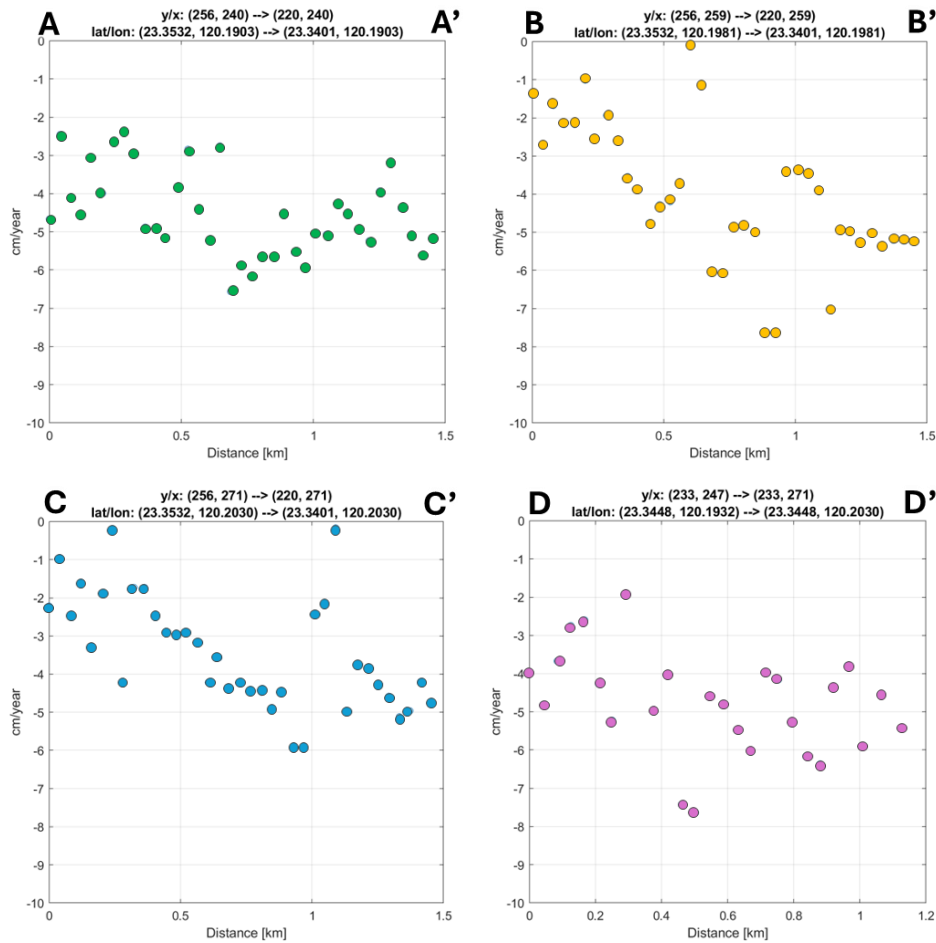 A A'
y/x: (256, 240) --> (220, 240)
lat/lon: (23.3532, 120.1903) --> (23.3401, 120.1903)
0
-1
-2
-3
-4
-5
-6
-7
-8
-9
-10
cm/year
0 0.5 1 1.5
Distance [km]
B B'
y/x: (256, 259) --> (220, 259)
lat/lon: (23.3532, 120.1981) --> (23.3401, 120.1981)
0
-1
-2
-3
-4
-5
-6
-7
-8
-9
-10
cm/year
0 0.5 1 1.5
Distance [km]
C C'
y/x: (256, 271) --> (220, 271)
lat/lon: (23.3532, 120.2030) --> (23.3401, 120.2030)
0
-1
-2
-3
-4
-5
-6
-7
-8
-9
-10
cm/year
0 0.5 1 1.5
Distance [km]
D D'
y/x: (233, 247) --> (233, 271)
lat/lon: (23.3448, 120.1932) --> (23.3448, 120.2030)
0
-1
-2
-3
-4
-5
-6
-7
-8
-9
-10
cm/year
0 0.2 0.4 0.6 0.8 1 1.2
Distance [km]